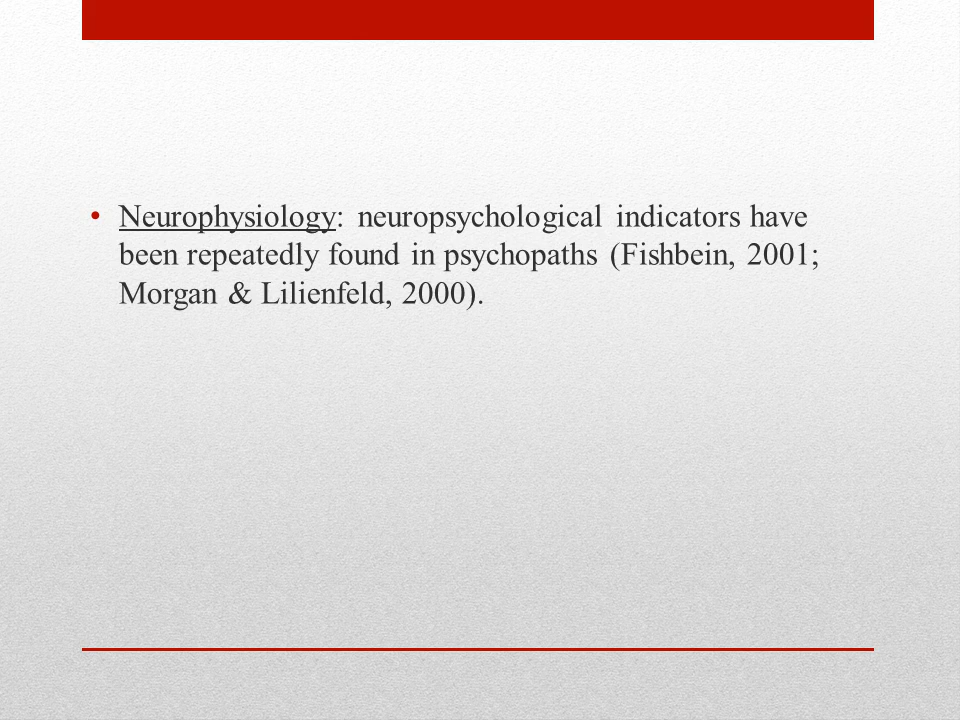 • Neurophysiology: neuropsychological indicators have
been repeatedly found in psychopaths (Fishbein, 2001;
Morgan & Lilienfeld, 2000).